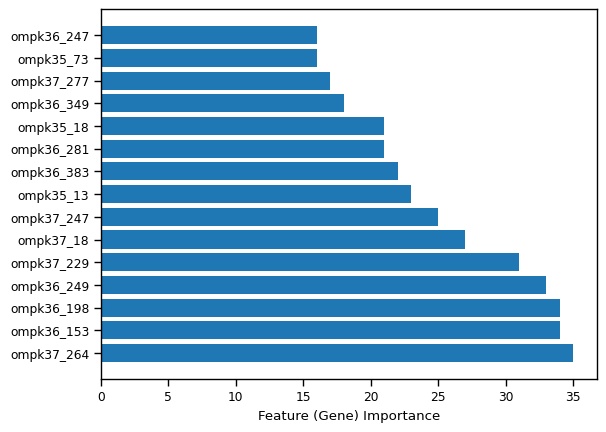 ompk36_247
ompk35_73
ompk37_277
ompk36_349
ompk35_18
ompk36_281
ompk36_383
ompk35_13
ompk37_247
ompk37_18
ompk37_229
ompk36_249
ompk36_198
ompk36_153
ompk37_264
0 5 10 15 20 25 30 35
Feature (Gene) Importance